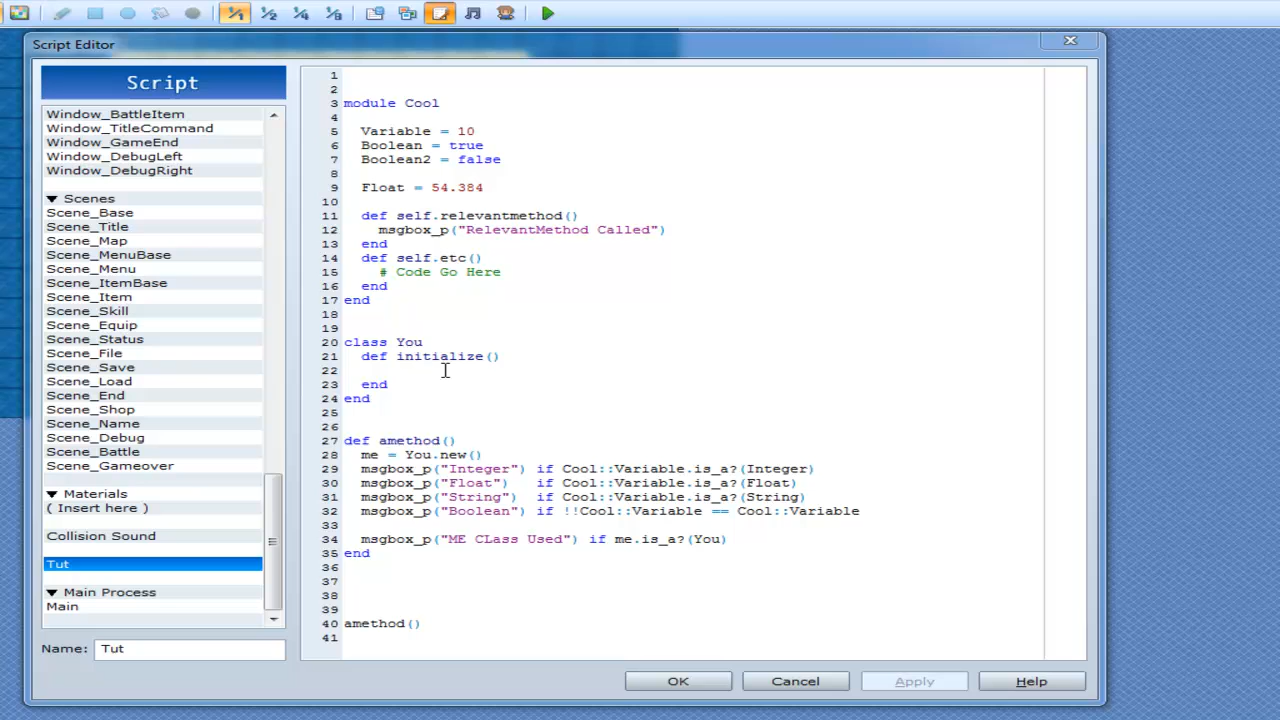 Script Editor
Script
Window_BattleItem
Window_TitleCommand
Window_GameEnd
Window_DebugLeft
Window_DebugRight
▼ Scenes
Scene_Base
Scene_Title
Scene_Map
Scene_MenuBase
Scene_Menu
Scene_ItemBase
Scene_Item
Scene_Skill
Scene_Equip
Scene_Status
Scene_File
Scene_Save
Scene_Load
Scene_End
Scene_Shop
Scene_Name
Scene_Debug
Scene_Battle
Scene_Gameover
▼ Materials
( Insert here )
Collision Sound
Tut
▼ Main Process
Main
Name: Tut
1
2
3 module Cool
4
5 Variable = 10
6 Boolean = true
7 Boolean2 = false
8
9 Float = 54.384
10
11 def self.relevantmethod()
12 msgbox_p("RelevantMethod Called")
13 end
14 def self.etc()
15 # Code Go Here
16 end
17 end
18
19
20 class You
21 def initialize()
22
23 end
24 end
25
26
27 def amethod()
28 me = You.new()
29 msgbox_p("Integer") if Cool::Variable.is_a?(Integer)
30 msgbox_p("Float") if Cool::Variable.is_a?(Float)
31 msgbox_p("String") if Cool::Variable.is_a?(String)
32 msgbox_p("Boolean") if !!Cool::Variable == Cool::Variable
33
34 msgbox_p("ME CLass Used") if me.is_a?(You)
35 end
36
37
38
39
40 amethod()
41
OK
Cancel
Apply
Help
1/1
1/2
1/4
1/8